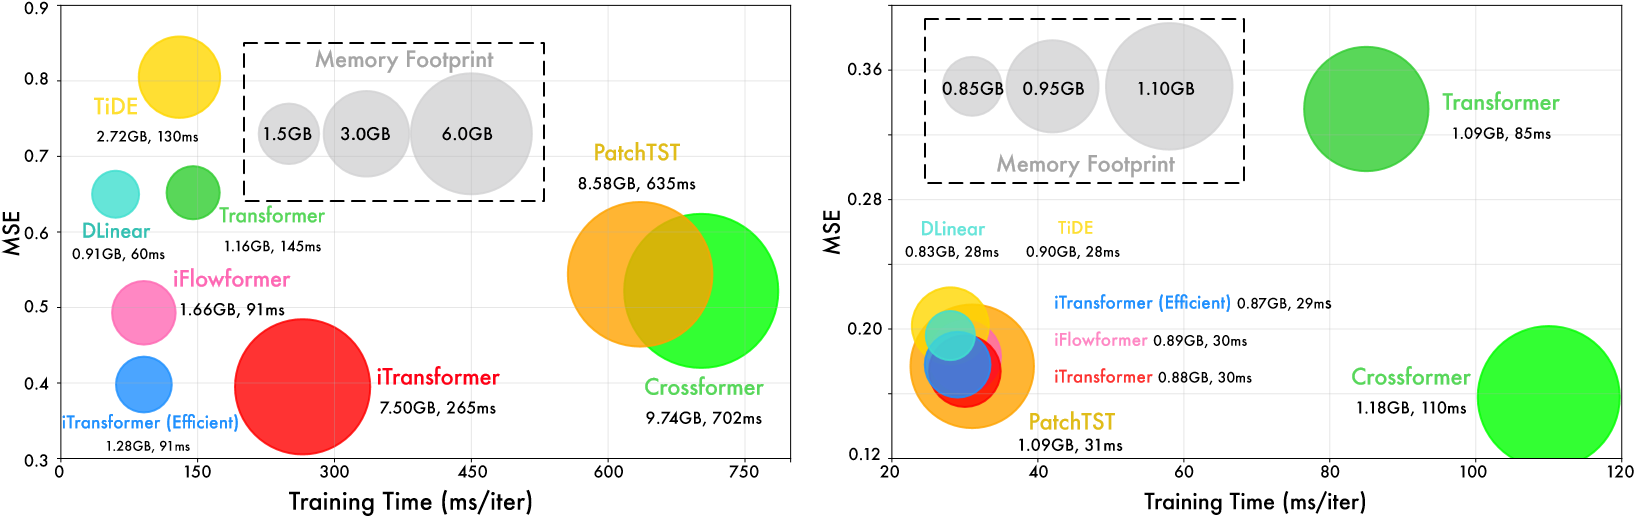 0.9
0.8
0.7
0.6
0.5
0.4
0.3
MSE
0
150
300
450
600
750
Training Time (ms/iter)
Memory Footprint
1.5GB
3.0GB
6.0GB
TiDE
2.72GB, 130ms
DLinear
0.91GB, 60ms
Transformer
1.16GB, 145ms
iFlowformer
1.66GB, 91ms
iTransformer (Efficient)
1.28GB, 91ms
iTransformer
7.50GB, 265ms
PatchTST
8.58GB, 635ms
Crossformer
9.74GB, 702ms
0.36
0.28
0.20
0.12
MSE
20
40
60
80
100
120
Training Time (ms/iter)
0.85GB
0.95GB
1.10GB
Memory Footprint
Transformer
1.09GB, 85ms
DLinear
0.83GB, 28ms
TiDE
0.90GB, 28ms
iTransformer (Efficient) 0.87GB, 29ms
iFlowformer 0.89GB, 30ms
iTransformer 0.88GB, 30ms
PatchTST
1.09GB, 31ms
Crossformer
1.18GB, 110ms